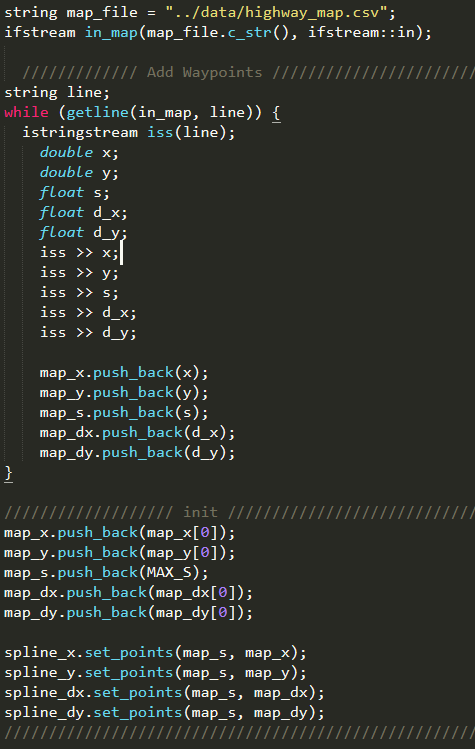 string map_file = "../data/highway_map.csv";
ifstream in_map(map_file.c_str(), ifstream::in);
///////////// Add Waypoints ///////////////////////
string line;
while (getline(in_map, line)) {
istringstream iss(line);
double x;
double y;
float s;
float d_x;
float d_y;
iss >> x;
iss >> y;
iss >> s;
iss >> d_x;
iss >> d_y;
map_x.push_back(x);
map_y.push_back(y);
map_s.push_back(s);
map_dx.push_back(d_x);
map_dy.push_back(d_y);
}
/////////////////// init ////////////////////////////
map_x.push_back(map_x[0]);
map_y.push_back(map_y[0]);
map_s.push_back(MAX_S);
map_dx.push_back(map_dx[0]);
map_dy.push_back(map_dy[0]);
spline_x.set_points(map_s, map_x);
spline_y.set_points(map_s, map_y);
spline_dx.set_points(map_s, map_dx);
spline_dy.set_points(map_s, map_dy);
/////////////////////////////////////////////////////